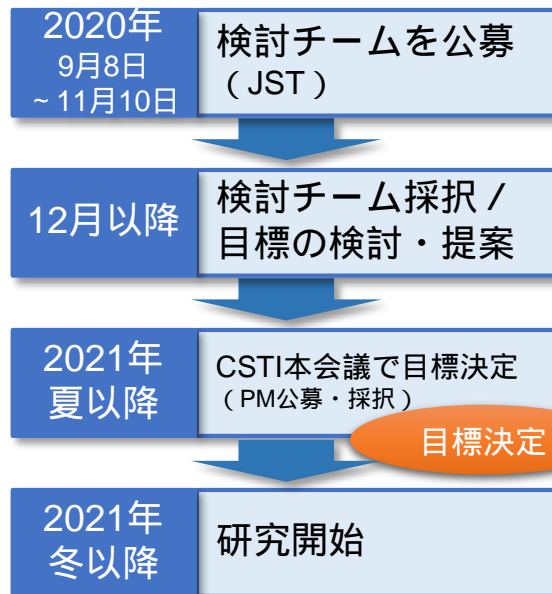 2020年
9月8日
~11月10日
検討チームを公募
（JST）
12月以降
検討チーム採択／
目標の検討・提案
2021年
夏以降
CSTI本会議で目標決定
（PM公募・採択）
目標決定
2021年
冬以降
研究開始